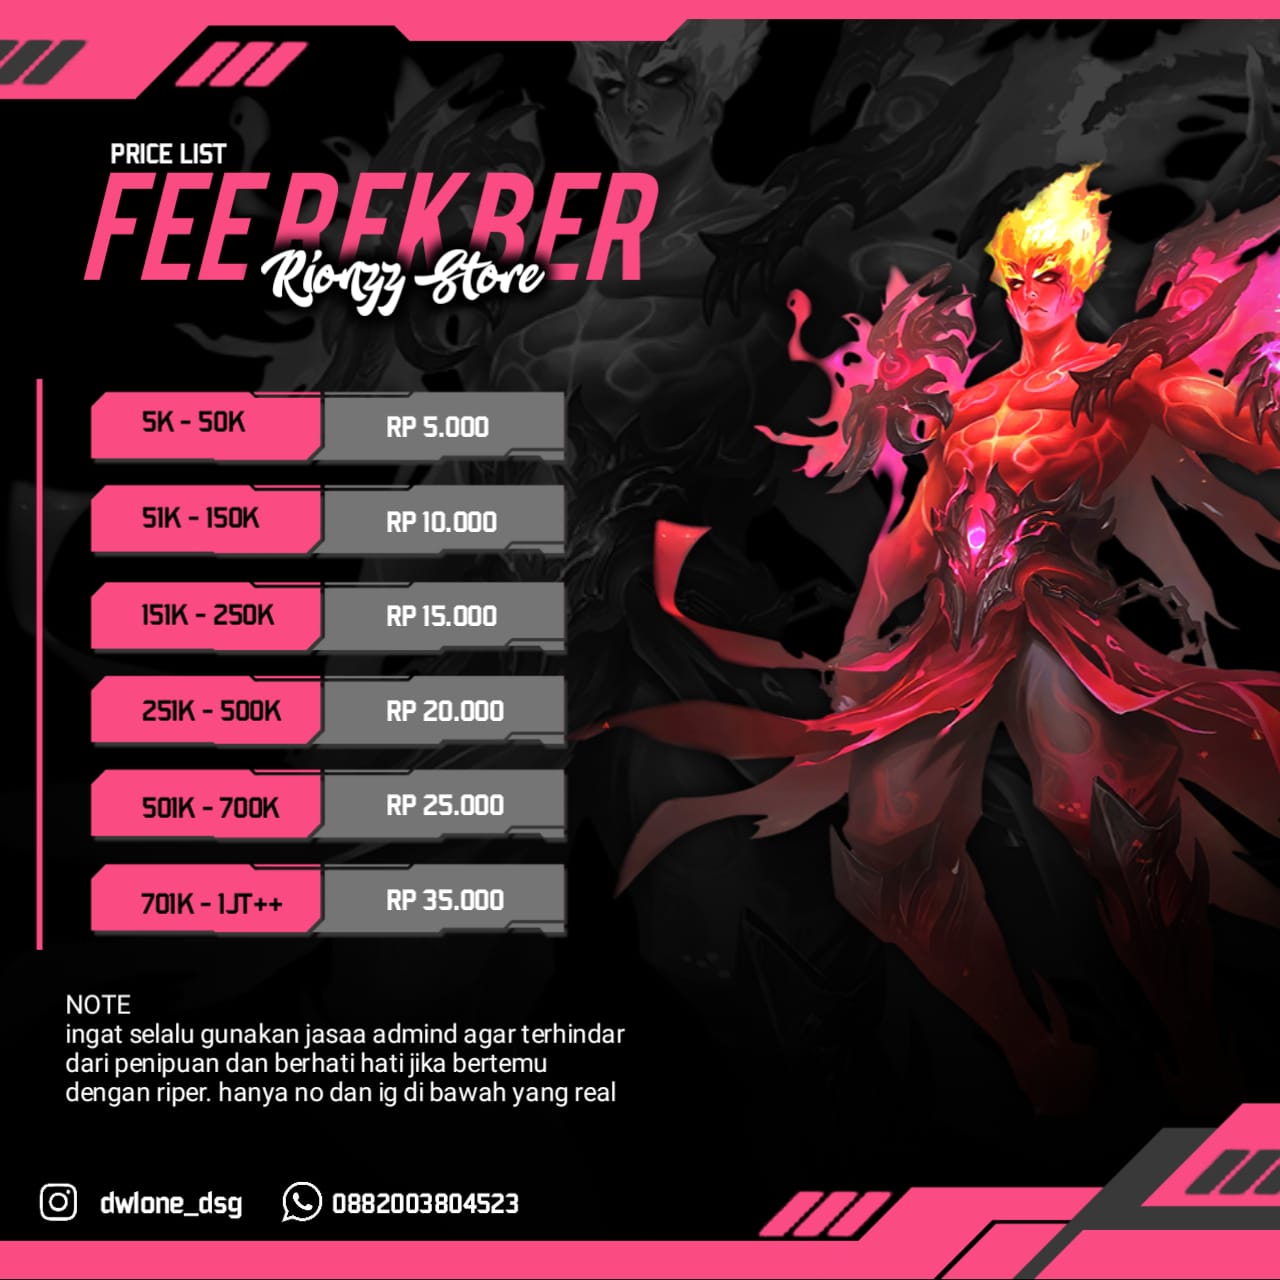 PRICE LIST
FEE REKBER
Rionzz Store
5K - 50K RP 5.000
51K - 150K RP 10.000
151K - 250K RP 15.000
251K - 500K RP 20.000
501K - 700K RP 25.000
701K - 1JT++ RP 35.000
NOTE
ingat selalu gunakan jasaa admind agar terhindar
dari penipuan dan berhati hati jika bertemu
dengan riper. hanya no dan ig di bawah yang real
dwlone_dsg 0882003804523